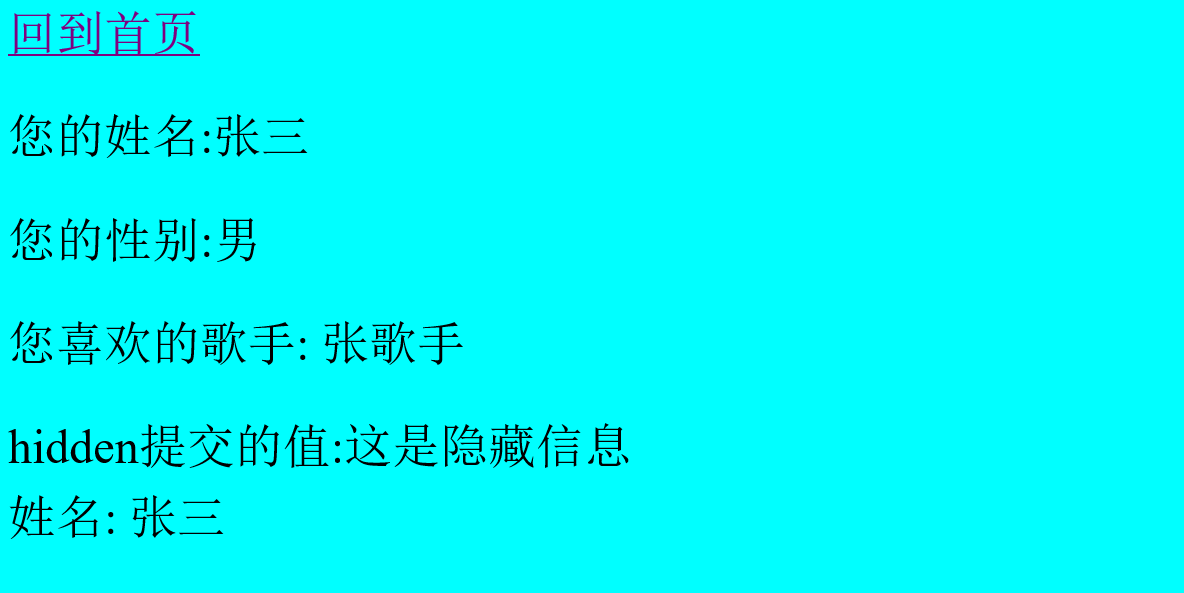 回到首页
您的姓名:张三
您的性别:男
您喜欢的歌手: 张歌手
hidden提交的值:这是隐藏信息
姓名: 张三